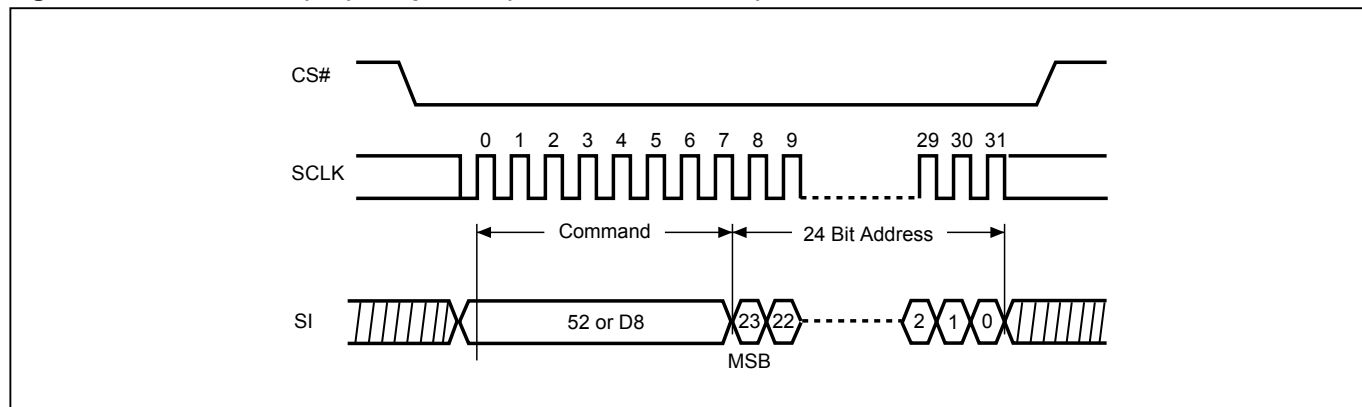 CS#
0 1 2 3 4 5 6 7 8 9 29 30 31
SCLK
Command 24 Bit Address
SI 52 or D8 23 22 2 1 0
MSB